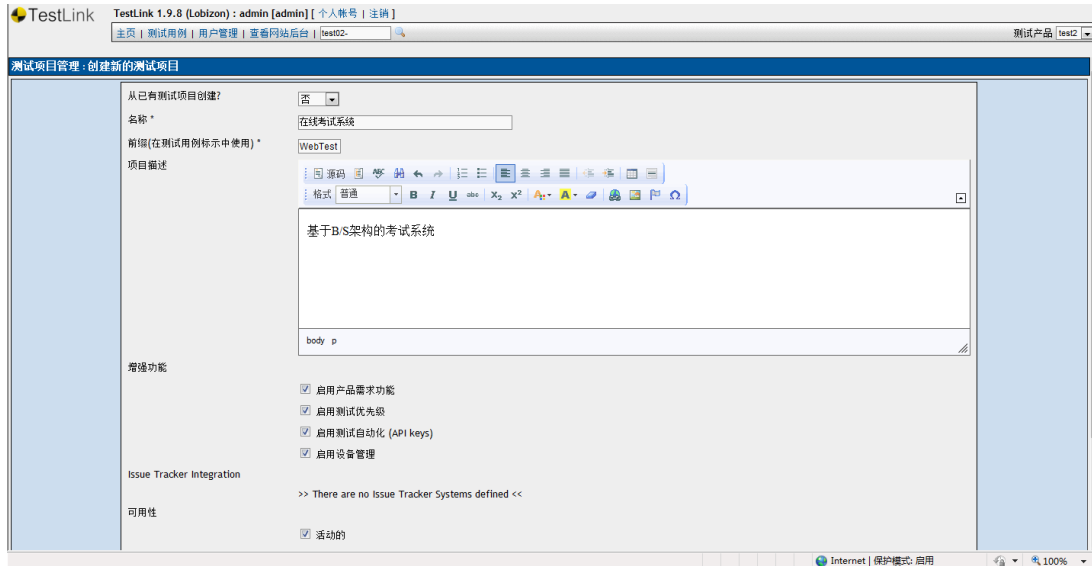 TestLink TestLink 1.9.8 (Lobizon) : admin [admin] [ 个人帐号 | 注销 ]
主页 | 测试用例 | 用户管理 | 查看网站后台 | test02- 测试产品 test2
测试项目管理 : 创建新的测试项目
从已有测试项目创建? 否
名称 * 在线考试系统
前缀(在测试用例标示中使用) * WebTest
项目描述
源码 ABC
格式 普通 B I U abc X2 X2 A A Ω
基于B/S架构的考试系统
body p
增强功能
启用产品需求功能
启用测试优先级
启用测试自动化 (API keys)
启用设备管理
Issue Tracker Integration
>> There are no Issue Tracker Systems defined <<
可用性
活动的
Internet | 保护模式: 启用 100%